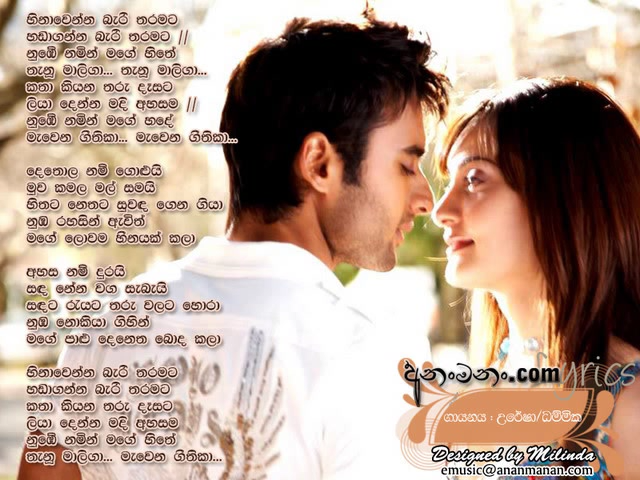 හිනාවෙන්න බැරී තරමට
හඩාගන්න බැරී තරමට //
නුඹේ නමින් මගේ හිතේ
තැනූ මාලිගා... තැනූ මාලිගා...
කතා කියන තරු දෑසට
ලියා දෙන්න මදි අහසම //
නුඹේ නමින් මගේ හදේ
මැවෙන ගීතිකා... මැවෙන ගීතිකා...
දෙතොල නම් ගොළුයි
මුව කමල මල් සමයි
හිතට නෙතට සුවඳ ගෙන ගියා
නුඹ රහසින් ඇවිත්
මගේ ලොවම හිනයක් කලා
අහස නම් දුරයි
සඳ නේන වග සැබැයි
සඳට රැයට තරු වලට හොරා
නුඹ නොකියා ගිහින්
මගේ පාළු දෙනෙත බොඳ කලා
හිනාවෙන්න බැරී තරමට
හඩාගන්න බැරී තරමට
කතා කියන තරු දෑසට
ලියා දෙන්න මදි අහසම
නුඹේ නමින් මගේ හිතේ
තැනූ මාලිගා... මැවෙන ගීතිකා...
අනංමනං.com lyrics
ගායනය : උරේෂා/ධම්මික
Designed by Milinda
emusic@ananmanan.com